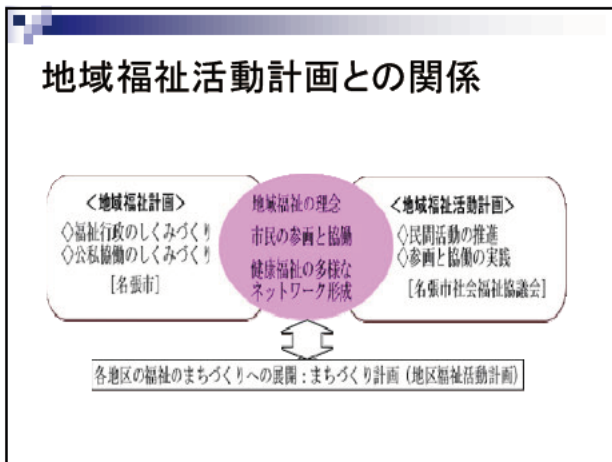 地域福祉活動計画との関係
＜地域福祉計画＞
◇福祉行政のしくみづくり
◇公私協働のしくみづくり
［名張市］
地域福祉の理念
市民の参画と協働
健康福祉の多様な
ネットワーク形成
＜地域福祉活動計画＞
◇民間活動の推進
◇参画と協働の実践
［名張市社会福祉協議会］
各地区の福祉のまちづくりへの展開：まちづくり計画（地区福祉活動計画）